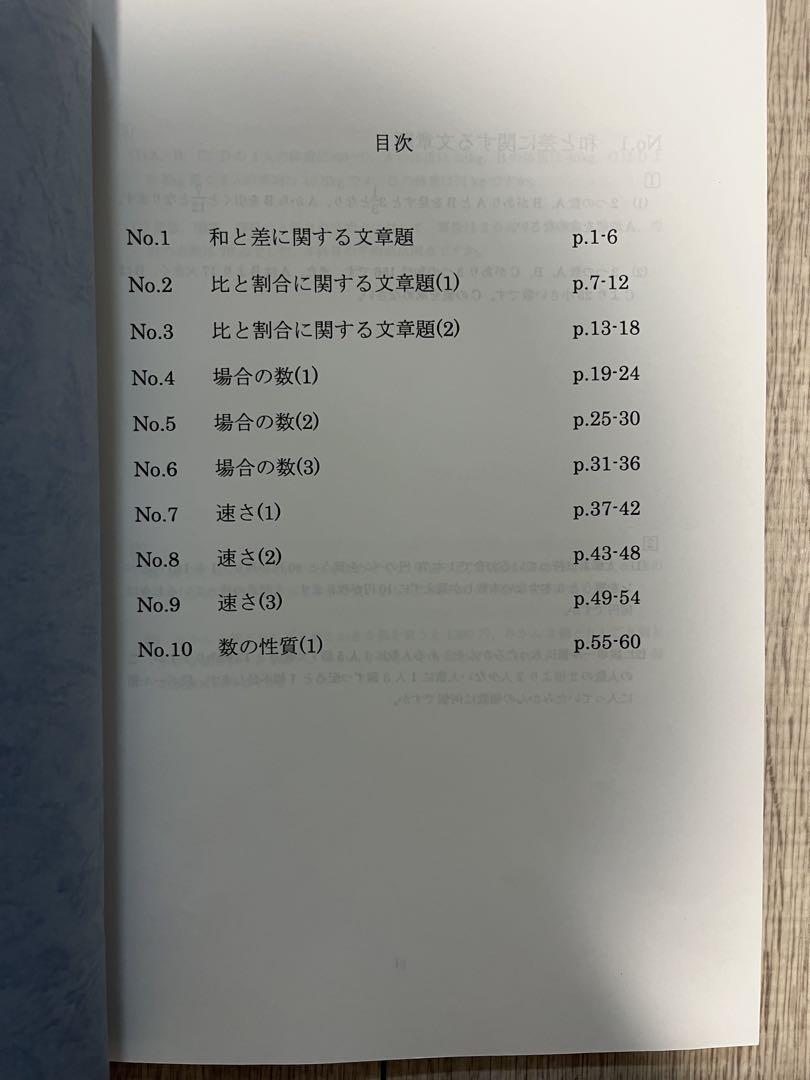 目次
No.1 和と差に関する文章題 p.1-6
No.2 比と割合に関する文章題(1) p.7-12
No.3 比と割合に関する文章題(2) p.13-18
No.4 場合の数(1) p.19-24
No.5 場合の数(2) p.25-30
No.6 場合の数(3) p.31-36
No.7 速さ(1) p.37-42
No.8 速さ(2) p.43-48
No.9 速さ(3) p.49-54
No.10 数の性質(1) p.55-60